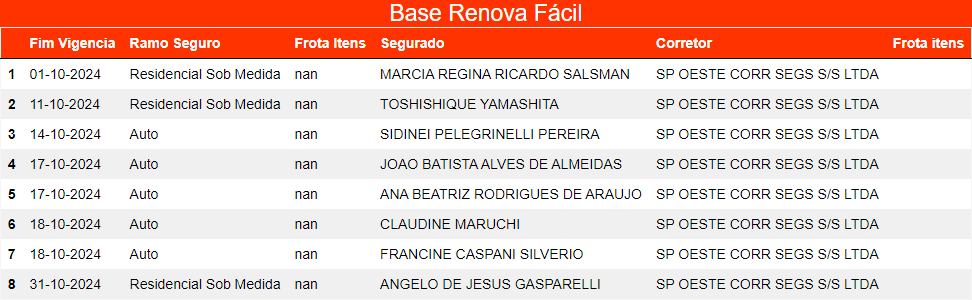 Base Renova Fácil
Fim Vigencia Ramo Seguro Frota Itens Segurado Corretor Frota itens
1 01-10-2024 Residencial Sob Medida nan MARCIA REGINA RICARDO SALSMAN SP OESTE CORR SEGS S/S LTDA
2 11-10-2024 Residencial Sob Medida nan TOSHISHIQUE YAMASHITA SP OESTE CORR SEGS S/S LTDA
3 14-10-2024 Auto nan SIDINEI PELEGRINELLI PEREIRA SP OESTE CORR SEGS S/S LTDA
4 17-10-2024 Auto nan JOAO BATISTA ALVES DE ALMEIDAS SP OESTE CORR SEGS S/S LTDA
5 17-10-2024 Auto nan ANA BEATRIZ RODRIGUES DE ARAUJO SP OESTE CORR SEGS S/S LTDA
6 18-10-2024 Auto nan CLAUDINE MARUCHI SP OESTE CORR SEGS S/S LTDA
7 18-10-2024 Auto nan FRANCINE CASPANI SILVERIO SP OESTE CORR SEGS S/S LTDA
8 31-10-2024 Residencial Sob Medida nan ANGELO DE JESUS GASPARELLI SP OESTE CORR SEGS S/S LTDA